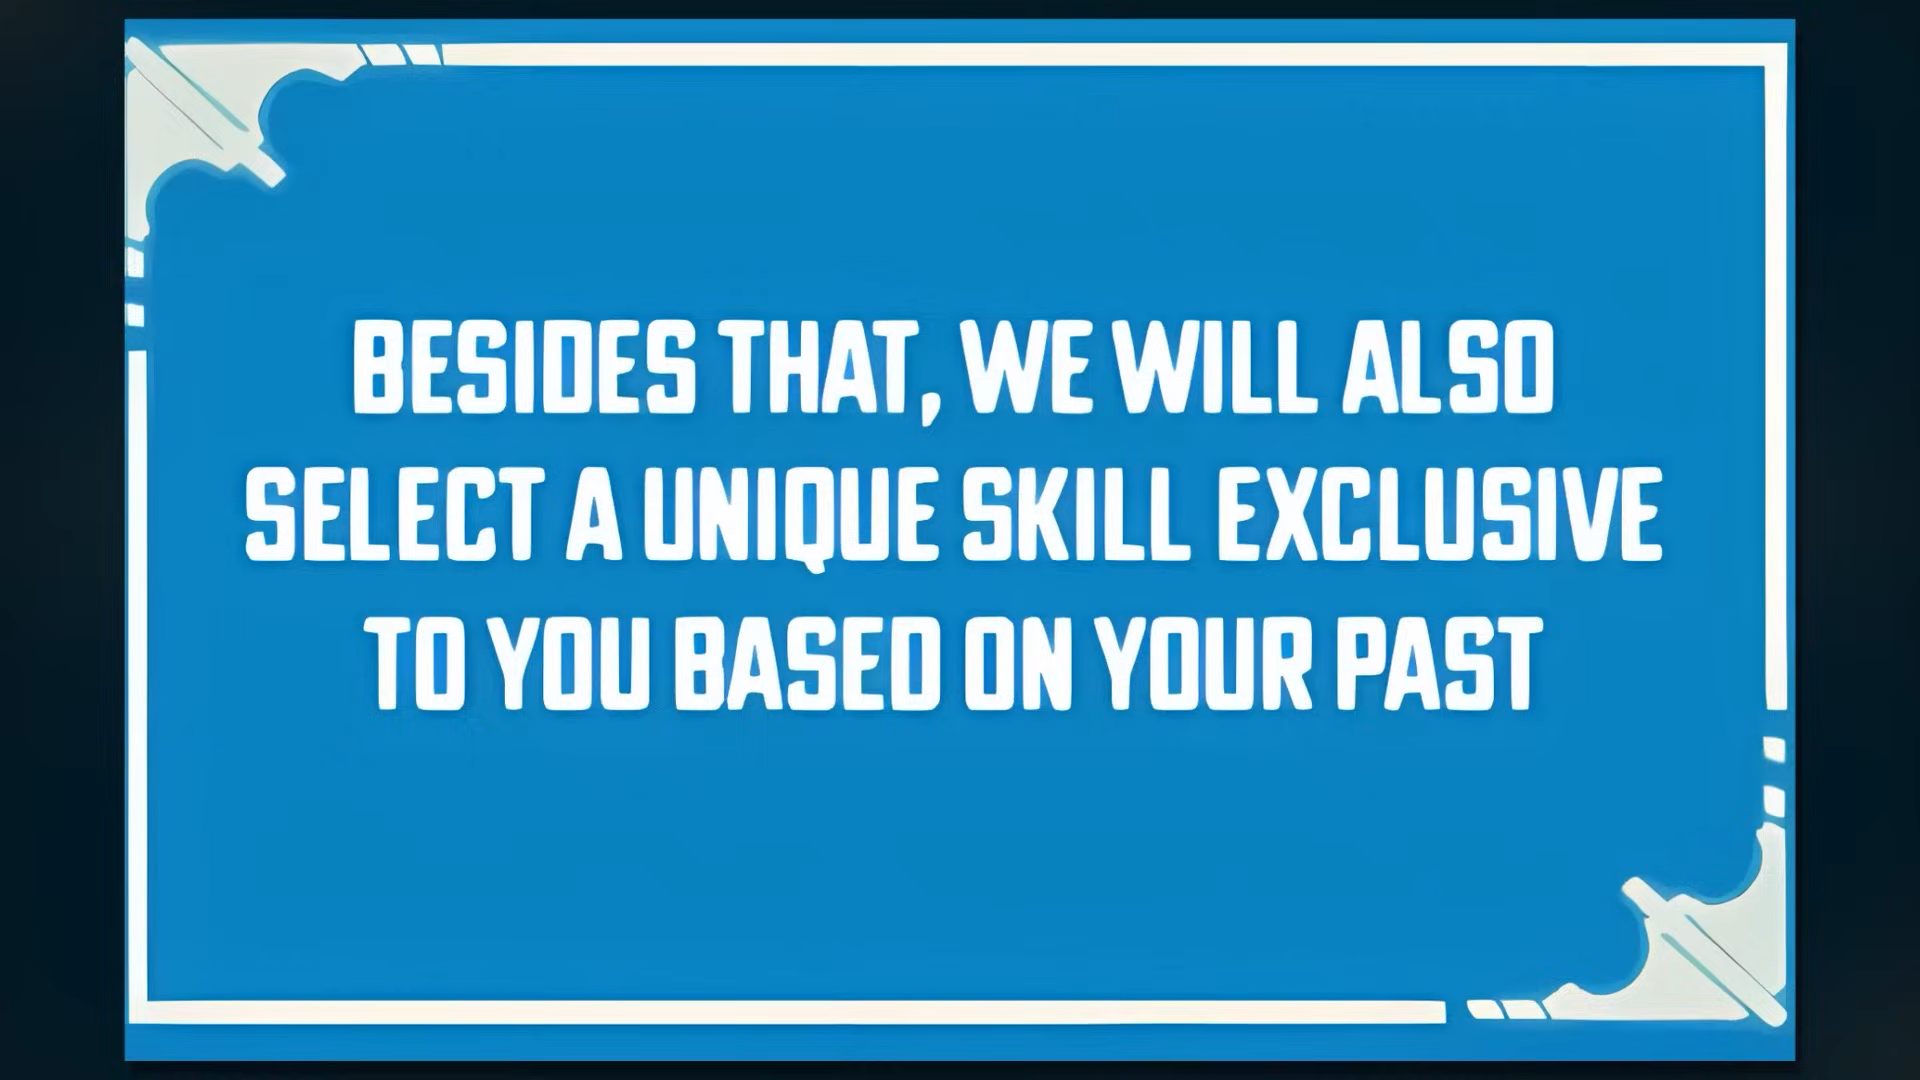 BESIDES THAT, WE WILL ALSO
SELECT A UNIQUE SKILL EXCLUSIVE
TO YOU BASED ON YOUR PAST